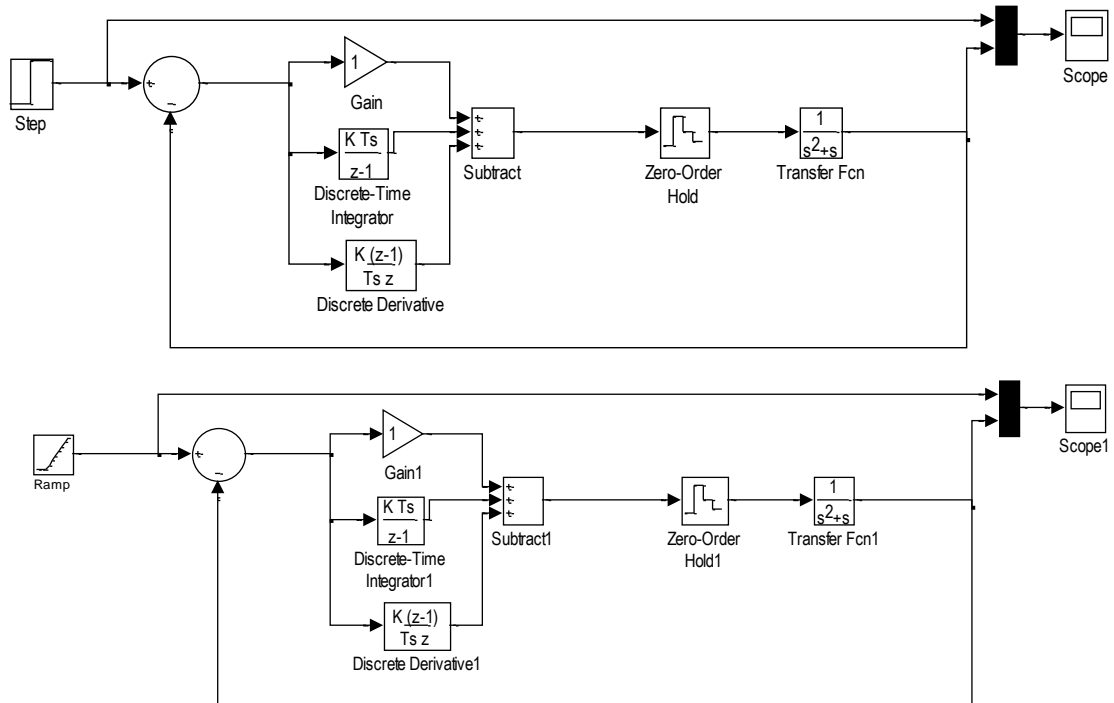 Step
+
−
1
Gain
K Ts
z-1
Discrete-Time
Integrator
K (z-1)
Ts z
Discrete Derivative
+
+
+
Subtract
Zero-Order
Hold
1
s²+s
Transfer Fcn
Scope
Ramp
+
−
1
Gain1
K Ts
z-1
Discrete-Time
Integrator1
K (z-1)
Ts z
Discrete Derivative1
+
+
+
Subtract1
Zero-Order
Hold1
1
s²+s
Transfer Fcn1
Scope1